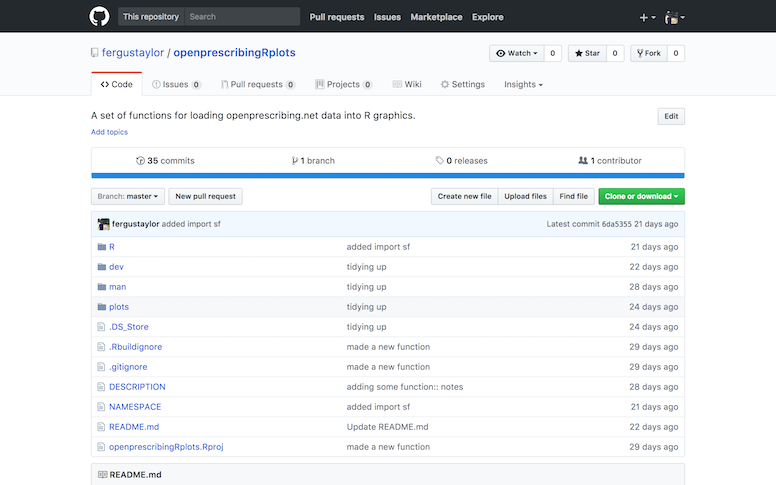 This repository Search Pull requests Issues Marketplace Explore
fergustaylor / openprescribingRplots Watch 0 Star 0 Fork 0
Code Issues 0 Pull requests 0 Projects 0 Wiki Settings Insights
A set of functions for loading openprescribing.net data into R graphics. Edit
Add topics
35 commits 1 branch 0 releases 1 contributor
Branch: master New pull request Create new file Upload files Find file Clone or download
fergustaylor added import sf Latest commit 6da5355 21 days ago
R added import sf 21 days ago
dev tidying up 22 days ago
man tidying up 28 days ago
plots tidying up 24 days ago
.DS_Store tidying up 24 days ago
.Rbuildignore made a new function 29 days ago
.gitignore made a new function 29 days ago
DESCRIPTION adding some function:: notes 28 days ago
NAMESPACE added import sf 21 days ago
README.md Update README.md 22 days ago
openprescribingRplots.Rproj made a new function 29 days ago
README.md